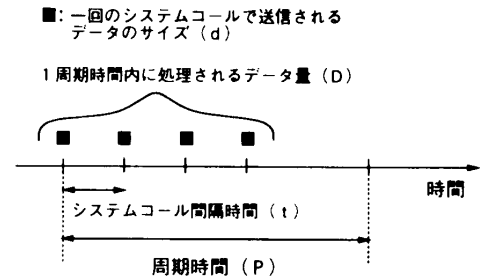 ■:一回のシステムコールで送信される
データのサイズ(d)
1周期時間内に処理されるデータ量(D)
時間
システムコール間隔時間(t)
周期時間(P)